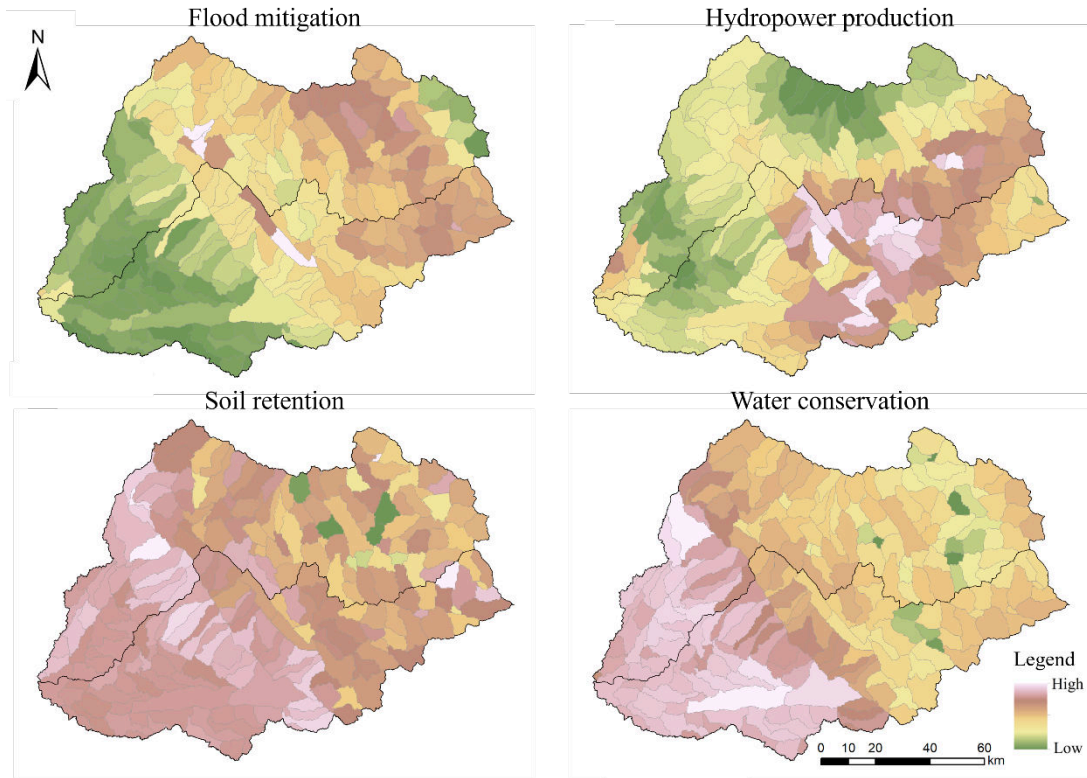 Flood mitigation
Hydropower production
N
Soil retention
Water conservation
Legend
High
Low
0 10 20 40 60
km